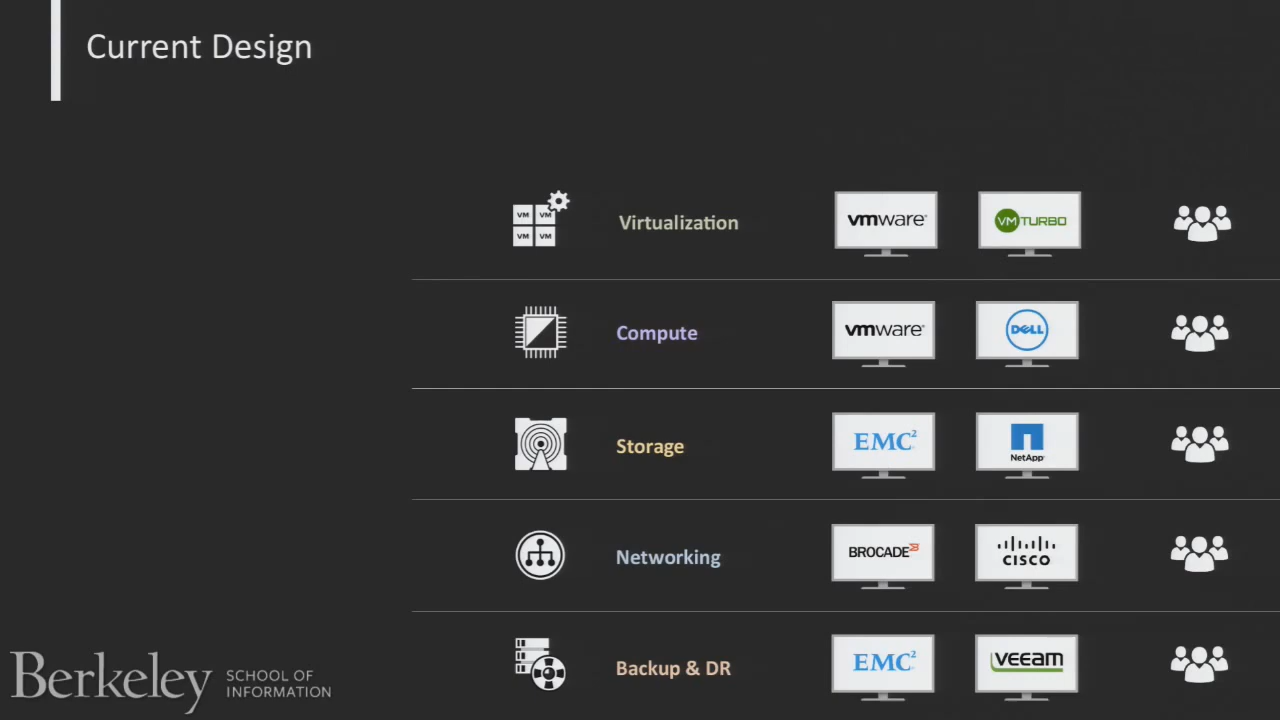 Current Design
VM VM
VM VM
Virtualization
vmware®
VMTURBO
Compute
vmware®
DELL
Storage
EMC²
NetApp
Networking
BROCADE
CISCO
Backup & DR
EMC²
veeam
Berkeley
SCHOOL OF
INFORMATION